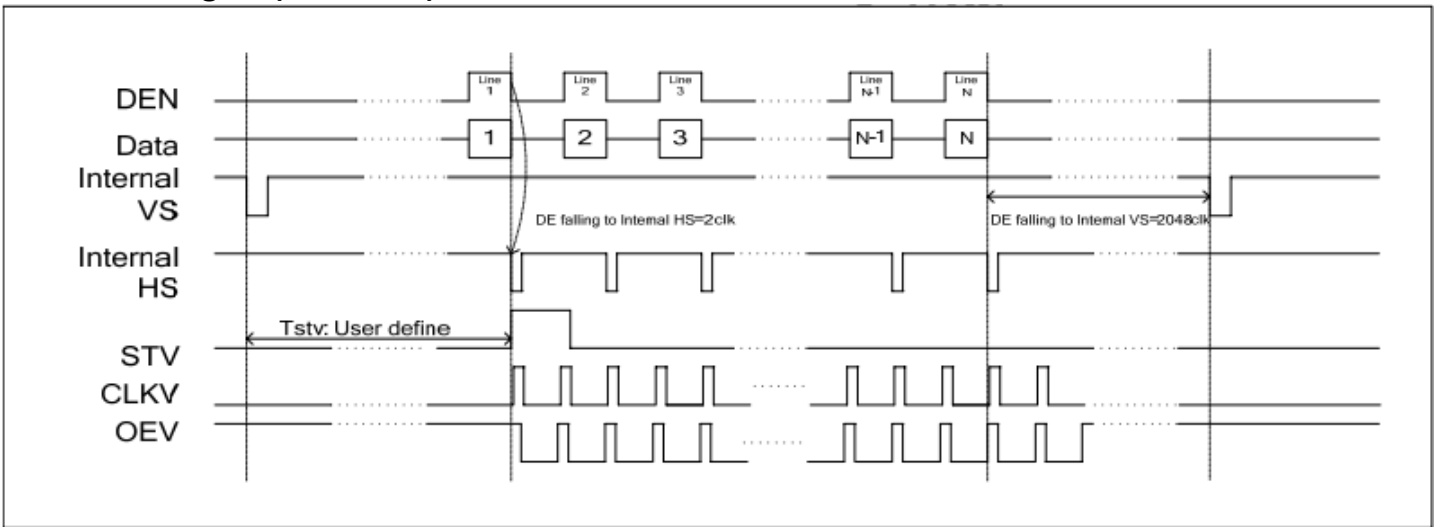 DEN
Line 1
Line 2
Line 3
Line N-1
Line N
Data
1
2
3
N-1
N
Internal VS
DE falling to Internal HS=2clk
DE falling to Internal VS=2048clk
Internal HS
Tstv: User define
STV
CLKV
OEV